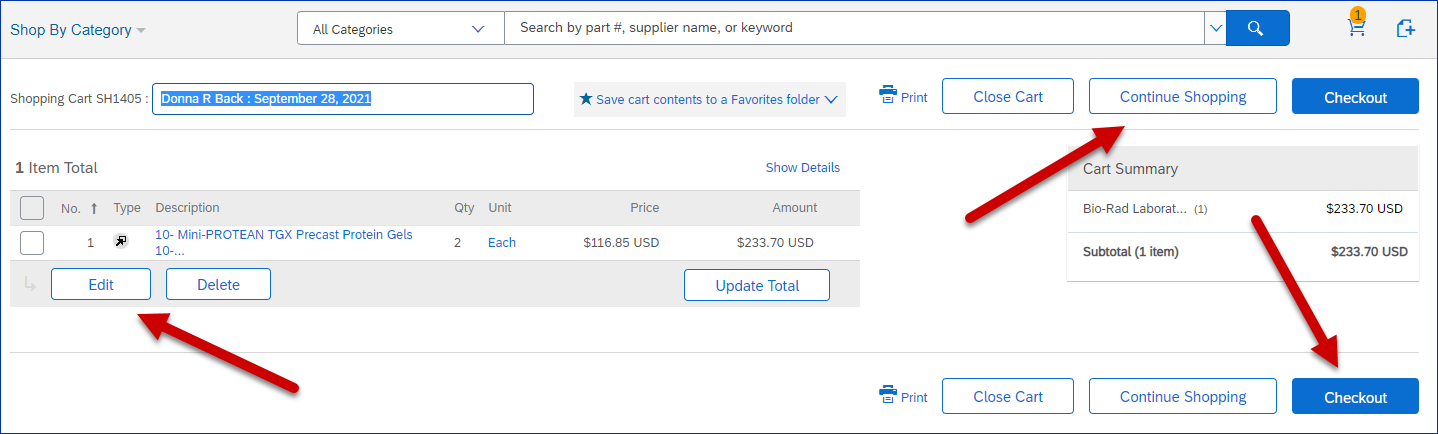 Shop By Category
All Categories
Search by part #, supplier name, or keyword
1
Shopping Cart SH1405 :
Donna R Back : September 28, 2021
Save cart contents to a Favorites folder
Print
Close Cart
Continue Shopping
Checkout
1 Item Total
Show Details
No. ↑ Type Description Qty Unit Price Amount
1 10- Mini-PROTEAN TGX Precast Protein Gels 2 Each $116.85 USD $233.70 USD
10-...
Edit
Delete
Update Total
Cart Summary
Bio-Rad Laborat... (1) $233.70 USD
Subtotal (1 item) $233.70 USD
Print
Close Cart
Continue Shopping
Checkout